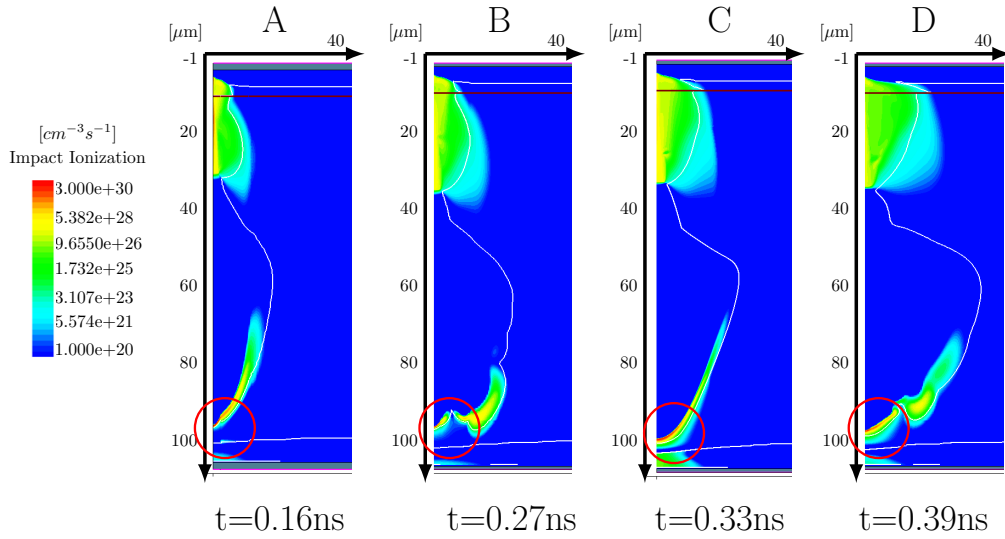 A B C D
[μm] 40 [μm] 40 [μm] 40 [μm] 40
-1 -1 -1 -1
20 20 20 20
40 40 40 40
60 60 60 60
80 80 80 80
100 100 100 100
[cm⁻³s⁻¹]
Impact Ionization
3.000e+30
5.382e+28
9.6550e+26
1.732e+25
3.107e+23
5.574e+21
1.000e+20
t=0.16ns t=0.27ns t=0.33ns t=0.39ns